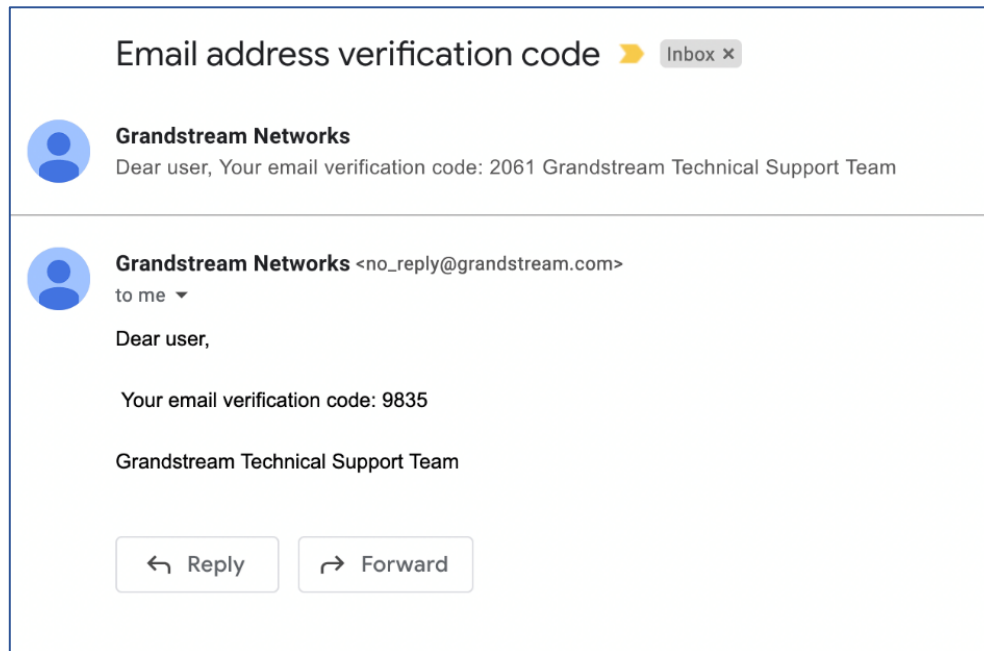 Email address verification code Inbox ×
Grandstream Networks
Dear user, Your email verification code: 2061 Grandstream Technical Support Team
Grandstream Networks <no_reply@grandstream.com>
to me
Dear user,
Your email verification code: 9835
Grandstream Technical Support Team
Reply Forward